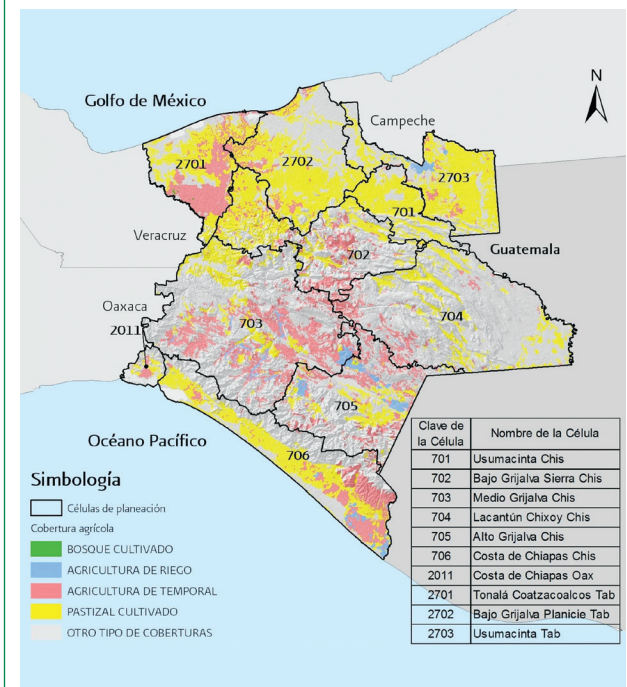 N
Golfo de México
Campeche
2701
2702
2703
701
Veracruz
702
Guatemala
Oaxaca
2011
703
704
705
Océano Pacífico
706
Simbología
Células de planeación
Cobertura agrícola
BOSQUE CULTIVADO
AGRICULTURA DE RIEGO
AGRICULTURA DE TEMPORAL
PASTIZAL CULTIVADO
OTRO TIPO DE COBERTURAS
Clave de la Célula Nombre de la Célula
701 Usumacinta Chis
702 Bajo Grijalva Sierra Chis
703 Medio Grijalva Chis
704 Lacantún Chixoy Chis
705 Alto Grijalva Chis
706 Costa de Chiapas Chis
2011 Costa de Chiapas Oax
2701 Tonalá Coatzacoalcos Tab
2702 Bajo Grijalva Planicie Tab
2703 Usumacinta Tab